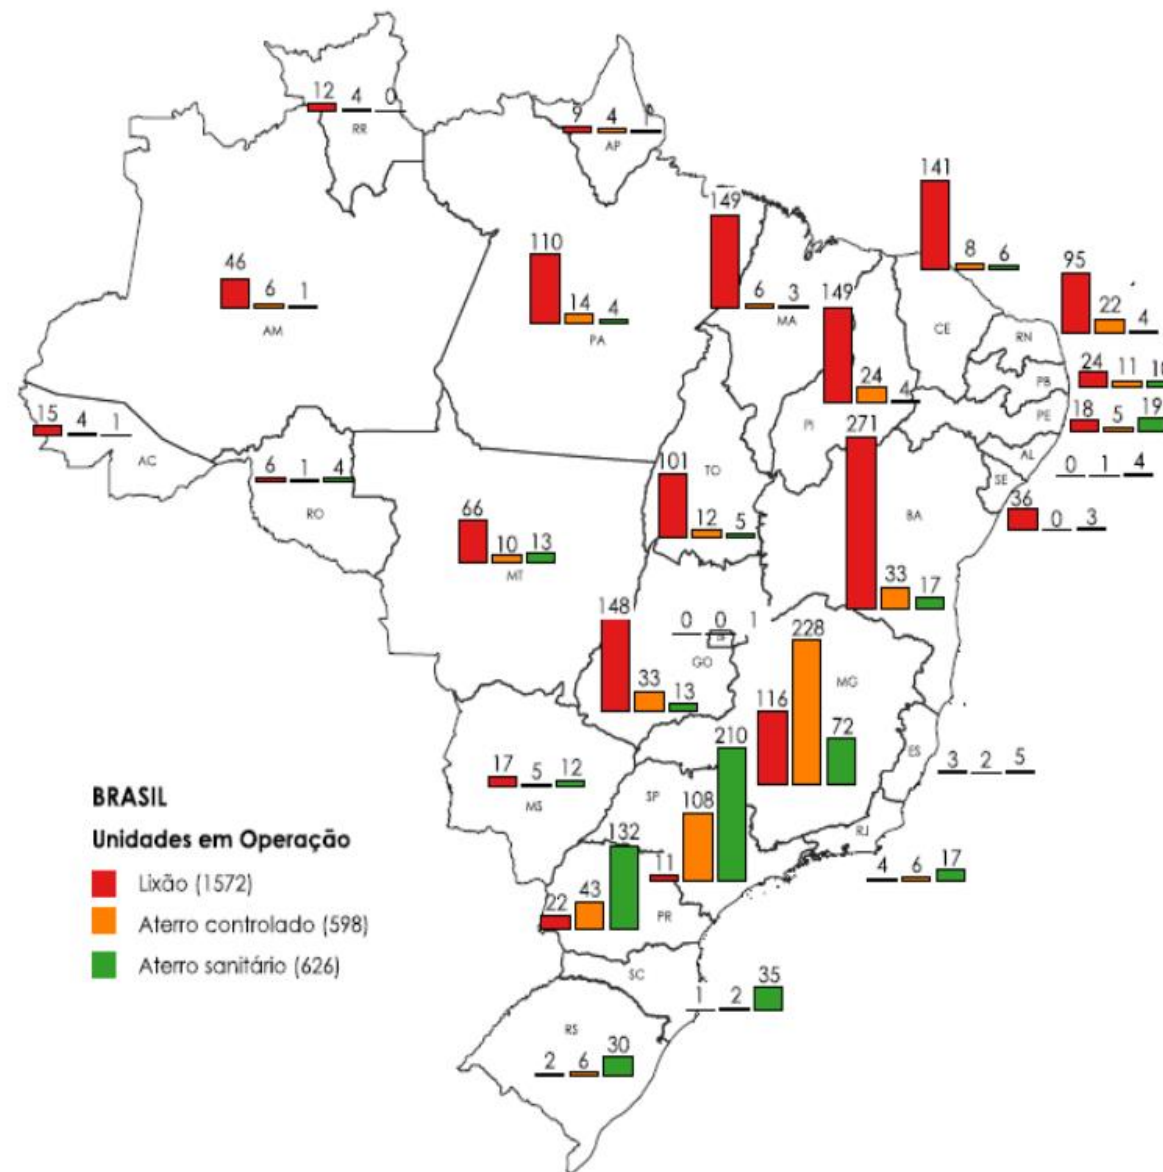 12 4 0
RR
9 4
AP
141
8 6
CE
149
6 3
MA
110
14 4
PA
46
6 1
AM
95
22 4
RN
149
24 4
PI
24 11 10
PB
18 5 19
PE
15 4 1
AC
6 1 4
RO
0 1 4
AL
36 0 3
SE
271
33 17
BA
101
12 5
TO
66
10 13
MT
148
33 13
GO
0 0 1
116 228 72
MG
17 5 12
MS
3 2 5
ES
11 108 210
SP
4 6 17
RJ
22 43 132
PR
1 2 35
SC
2 6 30
RS
BRASIL
Unidades em Operação
Lixão (1572)
Aterro controlado (598)
Aterro sanitário (626)